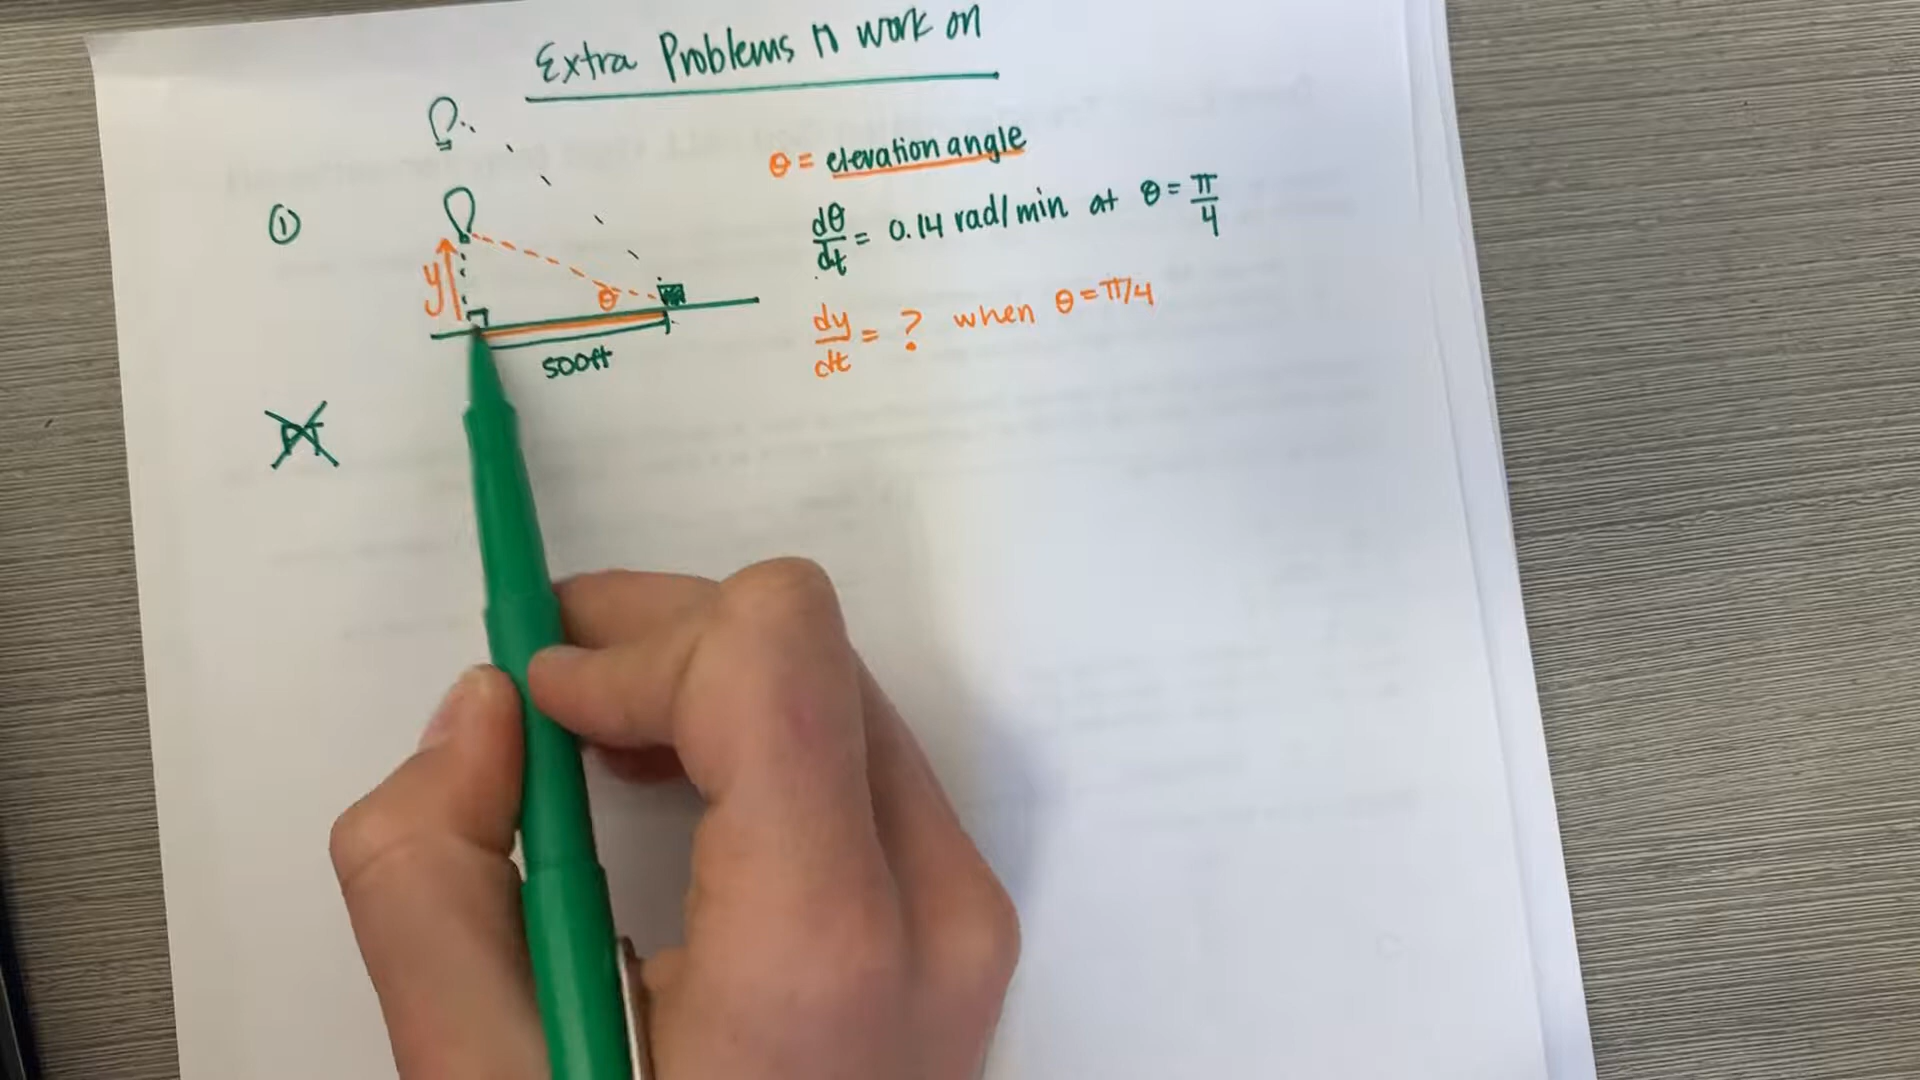 Extra Problems n work on
θ = elevation angle
①
dθ/dt = 0.14 rad/min at θ = π/4
y
θ
dy/dt = ? when θ = π/4
500ft